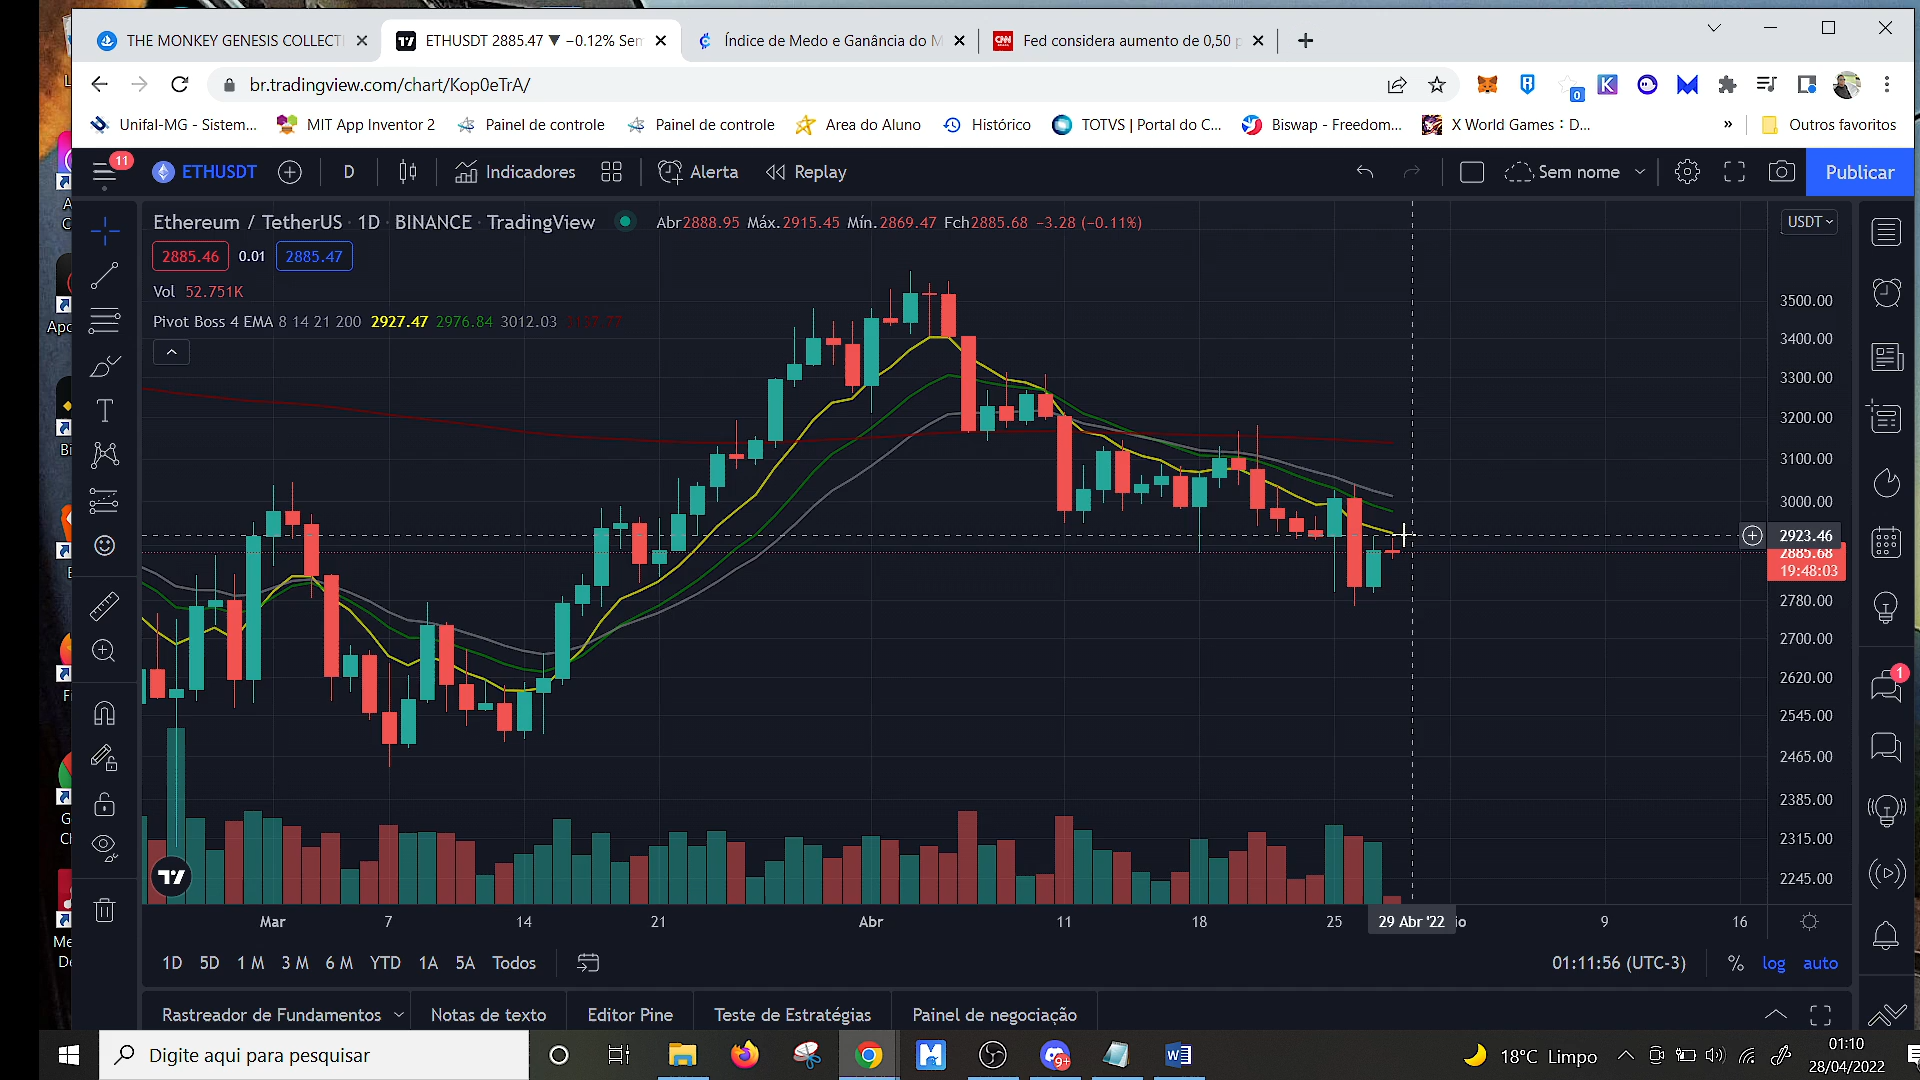 THE MONKEY GENESIS COLLECTI
ETHUSDT 2885.47 ▼ −0.12% Sem
Índice de Medo e Ganância do M
Fed considera aumento de 0,50 p
br.tradingview.com/chart/Kop0eTrA/
0
Unifal-MG - Sistem...
MIT App Inventor 2
Painel de controle
Painel de controle
Area do Aluno
Histórico
TOTVS | Portal do C...
Biswap - Freedom...
X World Games : D...
»
Outros favoritos
11
ETHUSDT
D
Indicadores
Alerta
Replay
Sem nome
Publicar
Ethereum / TetherUS · 1D · BINANCE · TradingView
Abr2888.95 Máx.2915.45 Mín.2869.47 Fch2885.68 −3.28 (−0.11%)
USDT
2885.46 0.01 2885.47
Vol 52.751K
Pivot Boss 4 EMA 8 14 21 200 2927.47 2976.84 3012.03
3500.00
3400.00
3300.00
3200.00
3100.00
3000.00
2923.46
2885.68
19:48:03
2780.00
2700.00
2620.00
2545.00
2465.00
2385.00
2315.00
2245.00
1
Mar 7 14 21 Abr 11 18 25 29 Abr '22 io 9 16
1D 5D 1 M 3 M 6 M YTD 1A 5A Todos
01:11:56 (UTC-3) % log auto
Rastreador de Fundamentos
Notas de texto
Editor Pine
Teste de Estratégias
Painel de negociação
Digite aqui para pesquisar
9+
18°C Limpo
01:10
28/04/2022